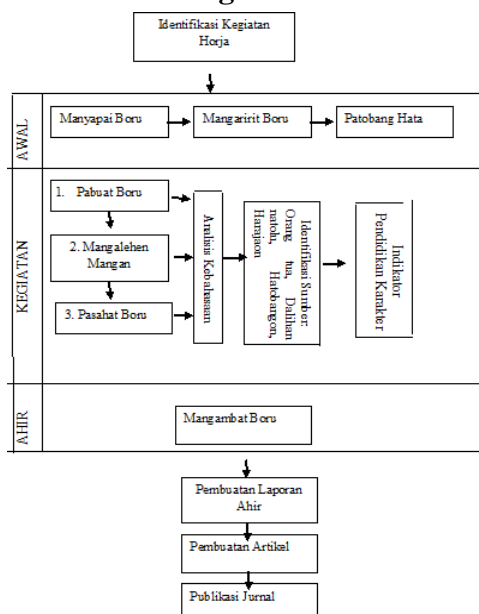 Identifikasi Kegiatan
Horja
AWAL
Manyapai Boru
Mangaririt Boru
Patobang Hata
KEGIATAN
1. Pabuat Boru
2. Mangalehen
Mangan
3. Pasahat Boru
Analisis Kebahasaan
Identifikasi Sumber:
Orang tua, Dalihan
natolu, Hatobangon,
Harajaon
Indikator
Pendidikan Karakter
AHIR
Mangambat Boru
Pembuatan Laporan
Ahir
Pembuatan Artikel
Publikasi Jurnal